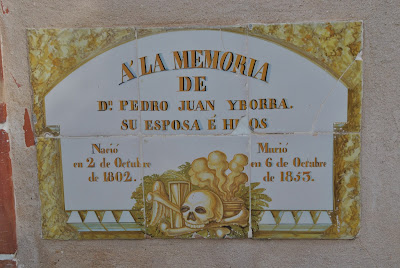 Á LA MEMORIA
DE
Dn. PEDRO JUAN YBORRA.
SU ESPOSA É HIJOS
Nació
en 2 de Octubre
de 1802.
Murió
en 6 de Octubre
de 1853.